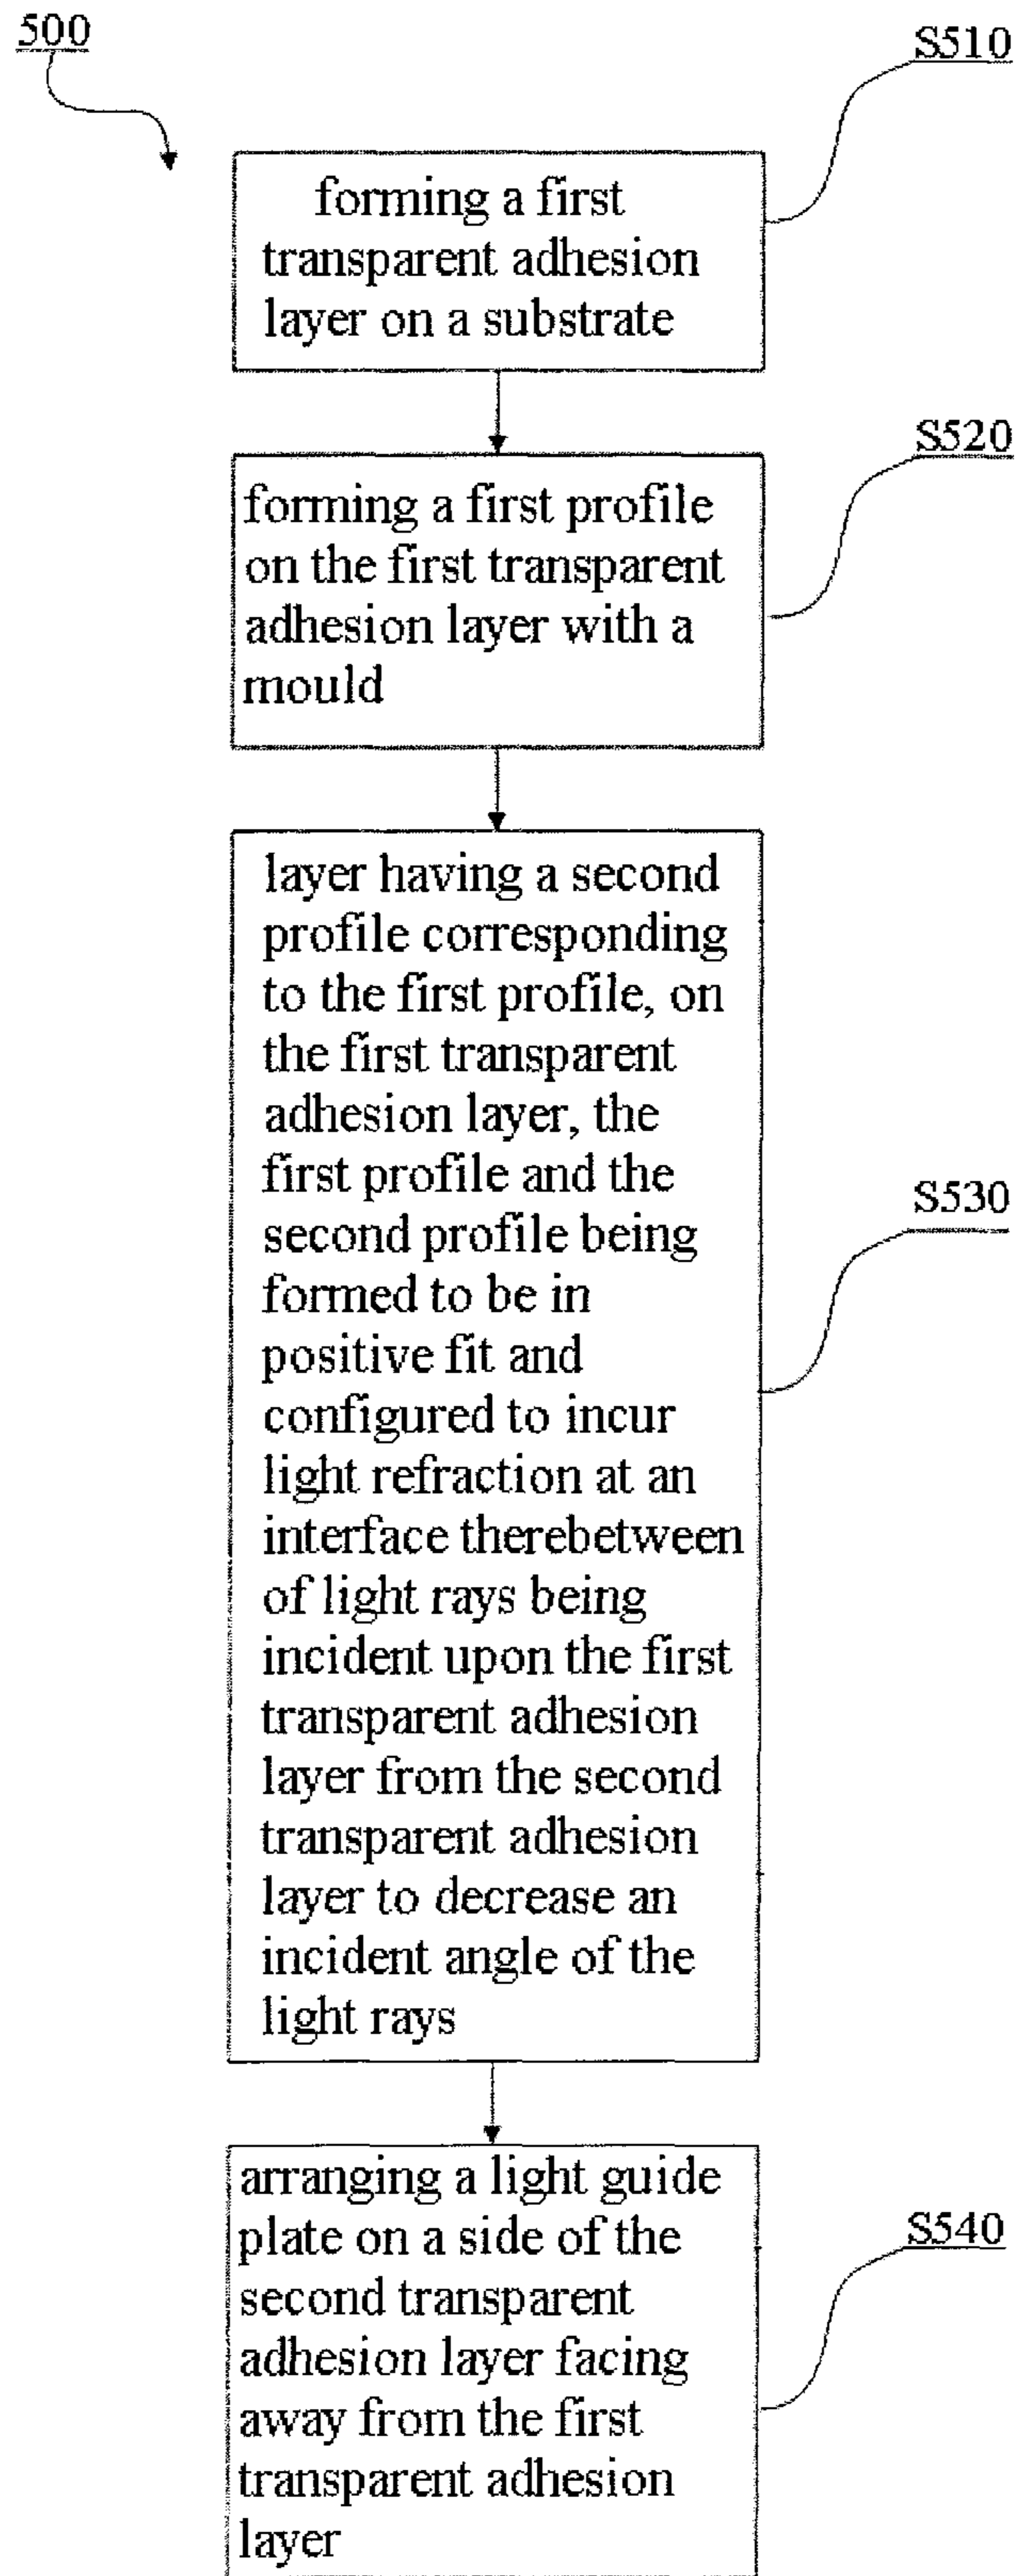 500
S510
forming a first
transparent adhesion
layer on a substrate
S520
forming a first profile
on the first transparent
adhesion layer with a
mould
layer having a second
profile corresponding
to the first profile, on
the first transparent
adhesion layer, the
first profile and the
second profile being
formed to be in
positive fit and
configured to incur
light refraction at an
interface therebetween
of light rays being
incident upon the first
transparent adhesion
layer from the second
transparent adhesion
layer to decrease an
incident angle of the
light rays
S530
arranging a light guide
plate on a side of the
second transparent
adhesion layer facing
away from the first
transparent adhesion
layer
S540